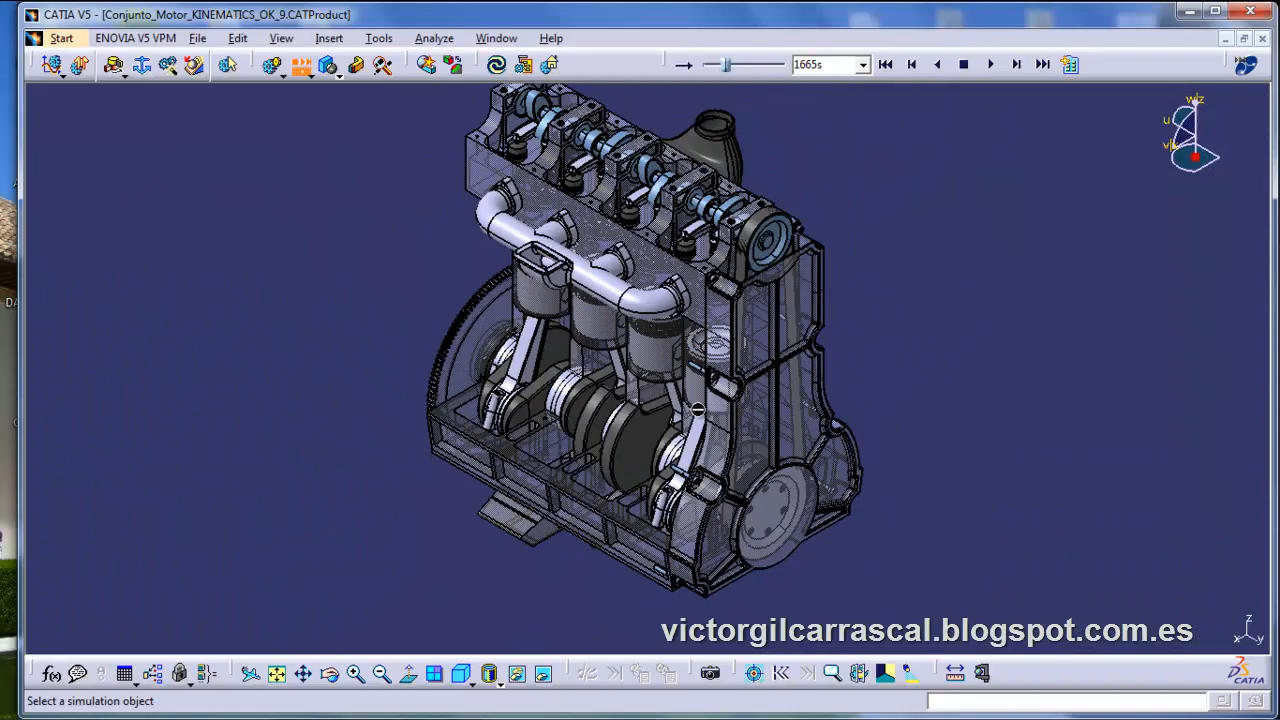 CATIA V5 - [Conjunto_Motor_KINEMATICS_OK_9.CATProduct]
Start ENOVIA V5 VPM File Edit View Insert Tools Analyze Window Help
1665s
w/z
u
v
victorgilcarrascal.blogspot.com.es
z
x y
f(x)
CATIA
Select a simulation object